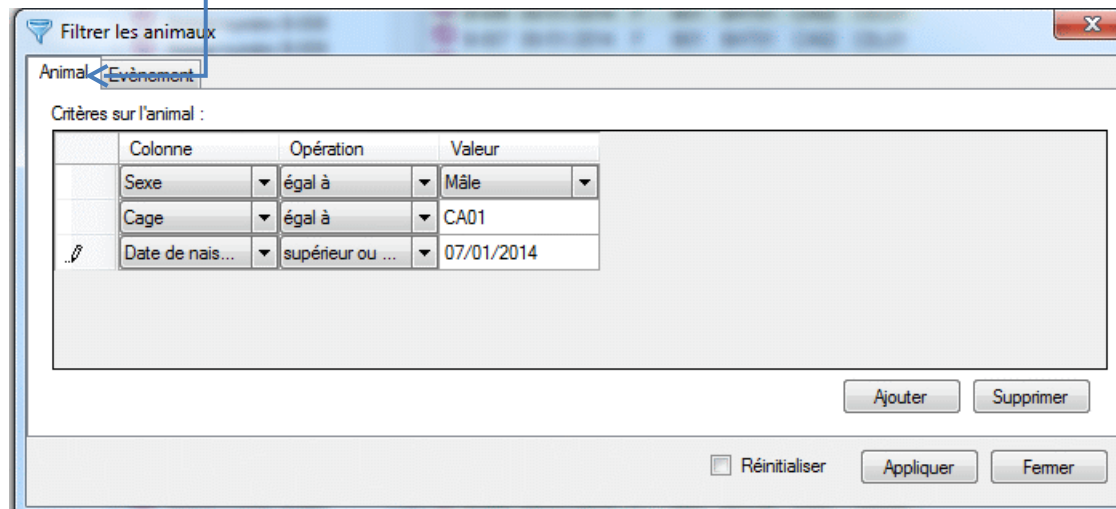 Filtrer les animaux
Animal Evènement
Critères sur l'animal :
Colonne Opération Valeur
Sexe égal à Mâle
Cage égal à CA01
Date de nais... supérieur ou ... 07/01/2014
Ajouter Supprimer
Réinitialiser Appliquer Fermer